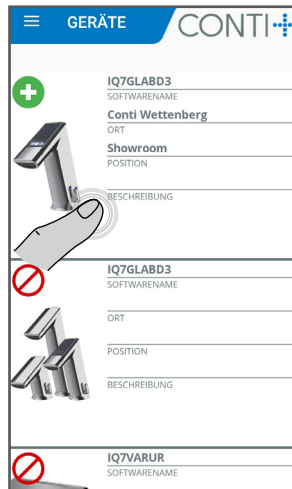 GERÄTE
CONTI+
IQ7GLABD3
SOFTWARENAME
Conti Wettenberg
ORT
Showroom
POSITION
BESCHREIBUNG
IQ7GLABD3
SOFTWARENAME
ORT
POSITION
BESCHREIBUNG
IQ7VARUR
SOFTWARENAME